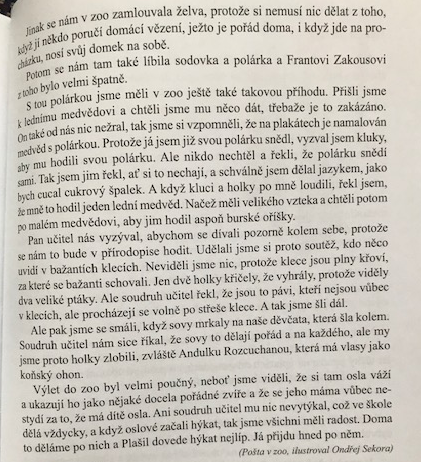 Jinak se nám v zoo zamlouvala želva, protože si nemusí nic dělat z toho,
když jí někdo poručí domácí vězení, ježto je pořád doma, i když jde na pro-
cházku, nosí svůj domek na sobě.
Potom se nám tam také líbila sodovka a polárka a Frantovi Zakousovi
z toho bylo velmi špatně.
S tou polárkou jsme měli v zoo ještě také takovou příhodu. Přišli jsme
k lednímu medvědovi a chtěli jsme mu něco dát, třebaže je to zakázáno.
On také od nás nic nežral, tak jsme si vzpomněli, že na plakátech je namalován
medvěd s polárkou. Protože já jsem již svou polárku snědl, vyzval jsem kluky,
aby mu hodili svou polárku. Ale nikdo nechtěl a řekli, že polárku snědí
sami. Tak jsem jim řekl, ať si to nechají, a schválně jsem dělal jazykem, jako
bych cucal cukrový špalek. A když kluci a holky po mně loudili, řekl jsem,
že mně to hodil jeden lední medvěd. Načež měli velikého vzteka a chtěli potom
po malém medvědovi, aby jim hodil aspoň burské oříšky.
Pan učitel nás vyzýval, abychom se dívali pozorně kolem sebe, protože
se nám to bude v přírodopise hodit. Udělali jsme si proto soutěž, kdo něco
uvidí v bažantích klecích. Neviděli jsme nic, protože klece jsou plny křoví,
za které se bažanti schovali. Jen dvě holky křičely, že vyhrály, protože viděly
dva veliké ptáky. Ale soudruh učitel řekl, že jsou to pávi, kteří nejsou vůbec
v klecích, ale procházejí se volně po střeše klece. A tak jsme šli dál.
Ale pak jsme se smáli, když sovy mrkaly na naše děvčata, která šla kolem.
Soudruh učitel nám sice říkal, že sovy to dělají pořád a na každého, ale my
jsme proto holky zlobili, zvláště Andulku Rozcuchanou, která má vlasy jako
koňský ohon.
Výlet do zoo byl velmi poučný, neboť jsme viděli, že si tam osla váží
a ukazují ho jako nějaké docela pořádné zvíře a že se jeho máma vůbec ne-
stydí za to, že má dítě osla. Ani soudruh učitel mu nic nevytýkal, což ve škole
dělá vždycky, a když oslové začali hýkat, tak jsme všichni měli radost. Doma
to děláme po nich a Plašil dovede hýkat nejlíp. Já přijdu hned po něm.
(Pošta v zoo, ilustroval Ondřej Sekora)